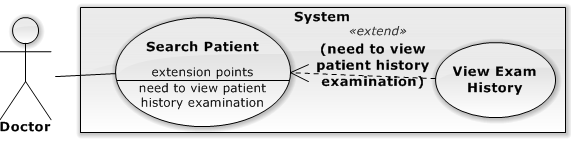 System
«extend»
(need to view
patient history
examination)
Search Patient
extension points
need to view patient
history examination
View Exam
History
Doctor